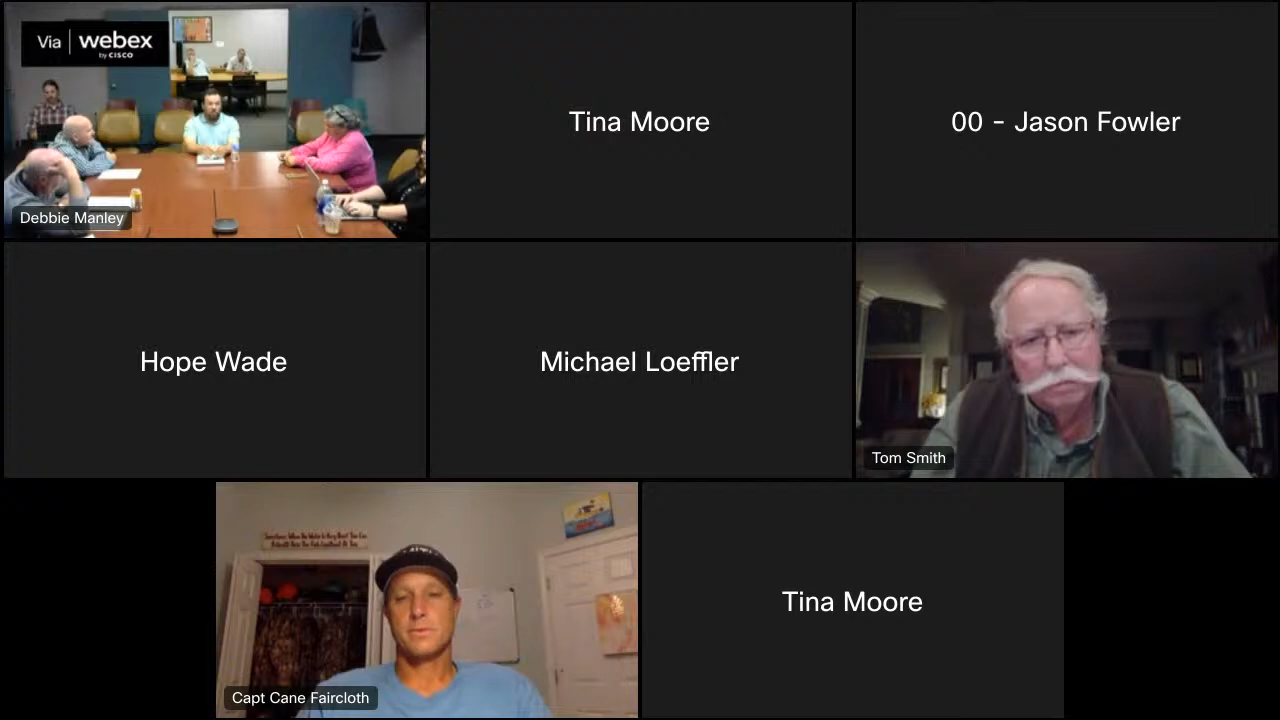 Via webex
by CISCO
Debbie Manley
Tina Moore
00 - Jason Fowler
Hope Wade
Michael Loeffler
Tom Smith
Capt Cane Faircloth
Tina Moore